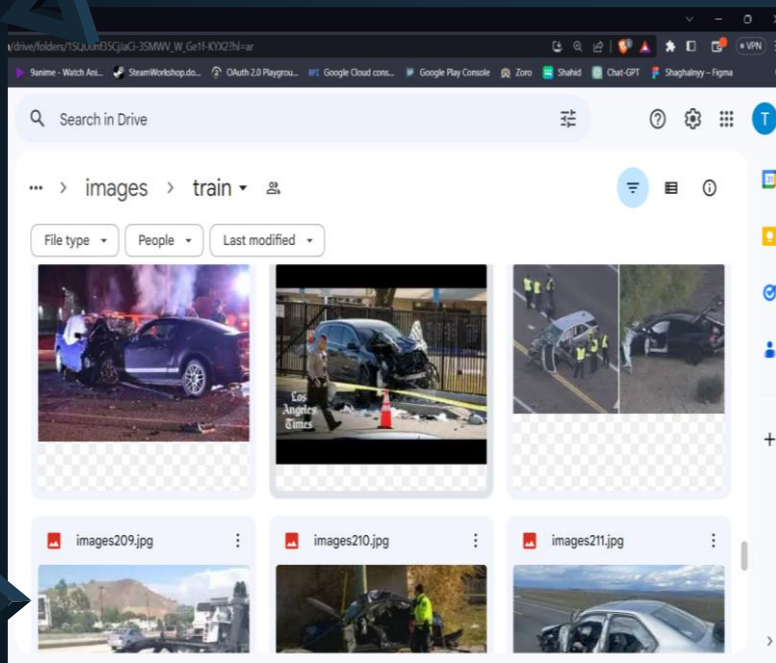 /drive/folders/1SQU0nf35CjJaCi-3SMWV_W_Ge1f-KYX2?hl=ar
VPN
9anime - Watch Ani...
SteamWorkshop.do...
OAuth 2.0 Playgrou...
Google Cloud cons...
Google Play Console
Zoro
Shahid
Chat-GPT
Shaghalnyy – Figma
Search in Drive
T
... > images > train
File type
People
Last modified
Los
Angeles
Times
images209.jpg
images210.jpg
images211.jpg